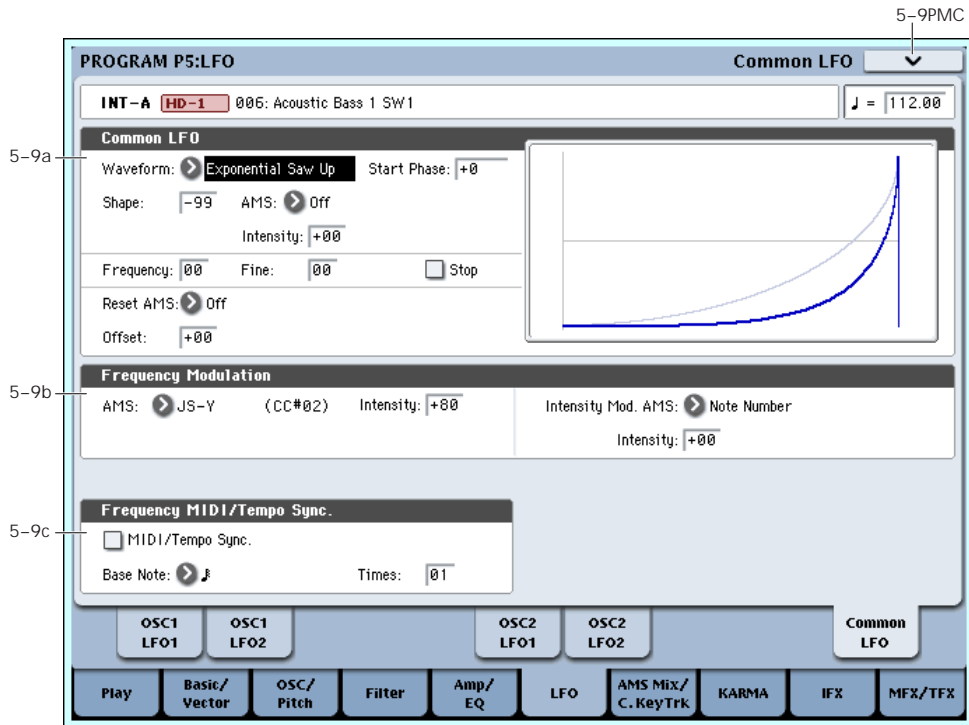 5-9PMC
PROGRAM P5:LFO Common LFO
INT-A HD-1 006: Acoustic Bass 1 SW1 ♩ = 112.00
Common LFO
5-9a
Waveform: Exponential Saw Up Start Phase: +0
Shape: -99 AMS: Off
Intensity: +00
Frequency: 00 Fine: 00 Stop
Reset AMS: Off
Offset: +00
Frequency Modulation
5-9b
AMS: JS-Y (CC#02) Intensity: +80 Intensity Mod. AMS: Note Number
Intensity: +00
Frequency MIDI/Tempo Sync.
5-9c
MIDI/Tempo Sync.
Base Note: Times: 01
OSC1 OSC1 OSC2 OSC2 Common
LFO1 LFO2 LFO1 LFO2 LFO
Play Basic/ OSC/ Filter Amp/ LFO AMS Mix/ KARMA IFX MFX/TFX
Vector Pitch EQ C.KeyTrk